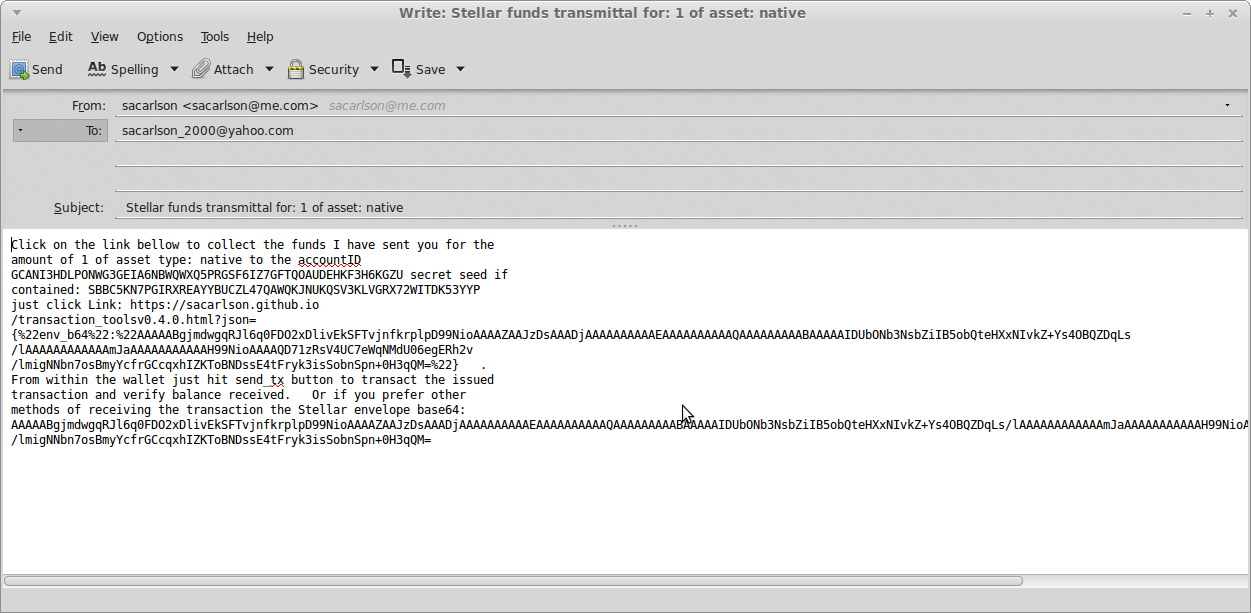 Write: Stellar funds transmittal for: 1 of asset: native
File Edit View Options Tools Help
Send Spelling Attach Security Save
From: sacarlson <sacarlson@me.com> sacarlson@me.com
To: sacarlson_2000@yahoo.com
Subject: Stellar funds transmittal for: 1 of asset: native
Click on the link bellow to collect the funds I have sent you for the
amount of 1 of asset type: native to the accountID
GCANI3HDLPONWG3GEIA6NBWQWXQ5PRGSF6IZ7GFTQOAUDEHKF3H6KGZU secret seed if
contained: SBBC5KN7PGIRXREAYYBUCZL47QAWQKJNUKQSV3KLVGRX72WITDK53YYP
just click Link: https://sacarlson.github.io
/transaction_toolsv0.4.0.html?json=
{%22env_b64%22:%22AAAAABgjmdwgqRJl6q0FDO2xDlivEkSFTvjnfkrplpD99NioAAAAZAAJzDsAAADjAAAAAAAAAAEAAAAAAAAAAQAAAAAAAAABAAAAAIDUbONb3NsbZiIB5obQteHXxNIvkZ+Ys4OBQZDqLs
/lAAAAAAAAAAAAmJaAAAAAAAAAAAH99NioAAAAQD71zRsV4UC7eWqNMdU06egERh2v
/lmigNNbn7osBmyYcfrGCcqxhIZKToBNDssE4tFryk3isSobnSpn+0H3qQM=%22} .
From within the wallet just hit send_tx button to transact the issued
transaction and verify balance received. Or if you prefer other
methods of receiving the transaction the Stellar envelope base64:
AAAAABgjmdwgqRJl6q0FDO2xDlivEkSFTvjnfkrplpD99NioAAAAZAAJzDsAAADjAAAAAAAAAAEAAAAAAAAAAQAAAAAAAAABAAAAAIDUbONb3NsbZiIB5obQteHXxNIvkZ+Ys4OBQZDqLs/lAAAAAAAAAAAAmJaAAAAAAAAAAAH99NioA
/lmigNNbn7osBmyYcfrGCcqxhIZKToBNDssE4tFryk3isSobnSpn+0H3qQM=